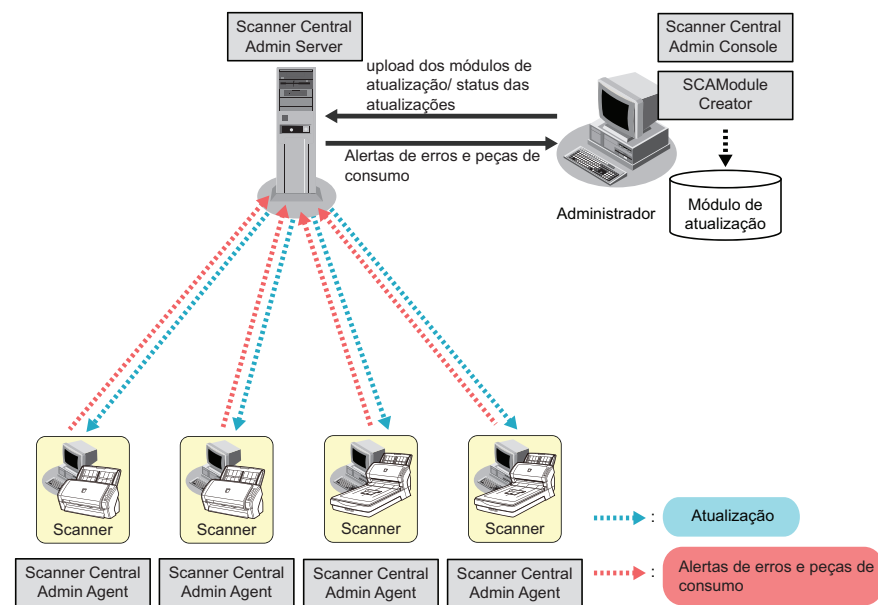 Scanner Central
Admin Server
Scanner Central
Admin Console
upload dos módulos de
atualização/ status das
atualizações
SCAModule
Creator
Alertas de erros e peças de
consumo
Administrador
Módulo de
atualização
Scanner
Scanner
Scanner
Scanner
Scanner Central
Admin Agent
Scanner Central
Admin Agent
Scanner Central
Admin Agent
Scanner Central
Admin Agent
: Atualização
: Alertas de erros e peças de
consumo